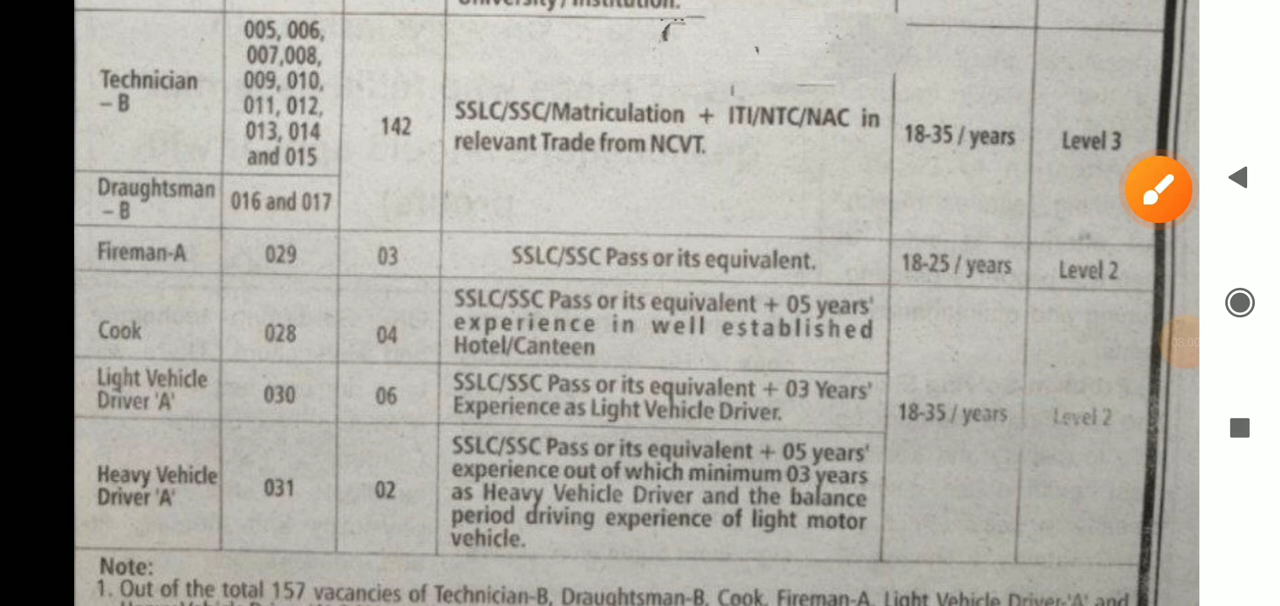 University/Institution.
Technician
– B
005, 006,
007,008,
009, 010,
011, 012,
013, 014
and 015
142
SSLC/SSC/Matriculation + ITI/NTC/NAC in
relevant Trade from NCVT.
18-35 / years
Level 3
Draughtsman
– B
016 and 017
Fireman-A
029
03
SSLC/SSC Pass or its equivalent.
18-25 / years
Level 2
Cook
028
04
SSLC/SSC Pass or its equivalent + 05 years'
experience in well established
Hotel/Canteen
Light Vehicle
Driver 'A'
030
06
SSLC/SSC Pass or its equivalent + 03 Years'
Experience as Light Vehicle Driver.
18-35 / years
Level 2
Heavy Vehicle
Driver 'A'
031
02
SSLC/SSC Pass or its equivalent + 05 years'
experience out of which minimum 03 years
as Heavy Vehicle Driver and the balance
period driving experience of light motor
vehicle.
Note:
1. Out of the total 157 vacancies of Technician-B, Draughtsman-B, Cook, Fireman-A, Light Vehicle Driver-'A' and